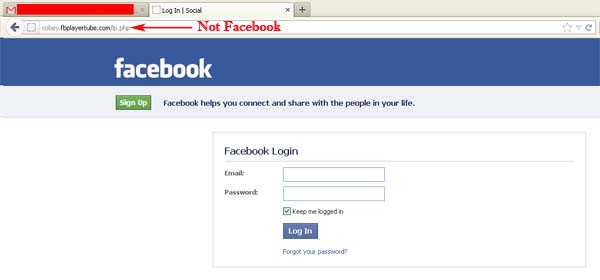 Log In | Social
cobey.fbplayertube.com/lp.php
Not Facebook
facebook
Sign Up
Facebook helps you connect and share with the people in your life.
Facebook Login
Email:
Password:
Keep me logged in
Log In
Forgot your password?